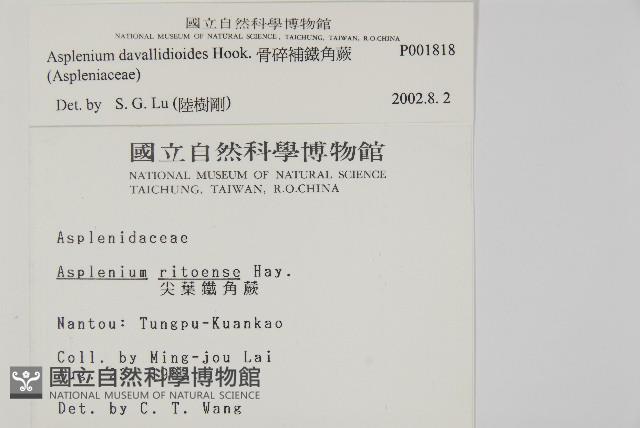 國立自然科學博物館
NATIONAL MUSEUM OF NATURAL SCIENCE, TAICHUNG, TAIWAN, R.O.CHINA
Asplenium davallidioides Hook. 骨碎補鐵角蕨 P001818
(Aspleniaceae)
Det. by S. G. Lu (陸樹剛) 2002.8.2
國立自然科學博物館
NATIONAL MUSEUM OF NATURAL SCIENCE
TAICHUNG, TAIWAN, R.O.CHINA
Asplenidaceae
Asplenium ritoense Hay.
尖葉鐵角蕨
Nantou: Tungpu-Kuankao
Coll. by Ming-jou Lai
國立自然科學博物館
NATIONAL MUSEUM OF NATURAL SCIENCE
Det. by C. T. Wang